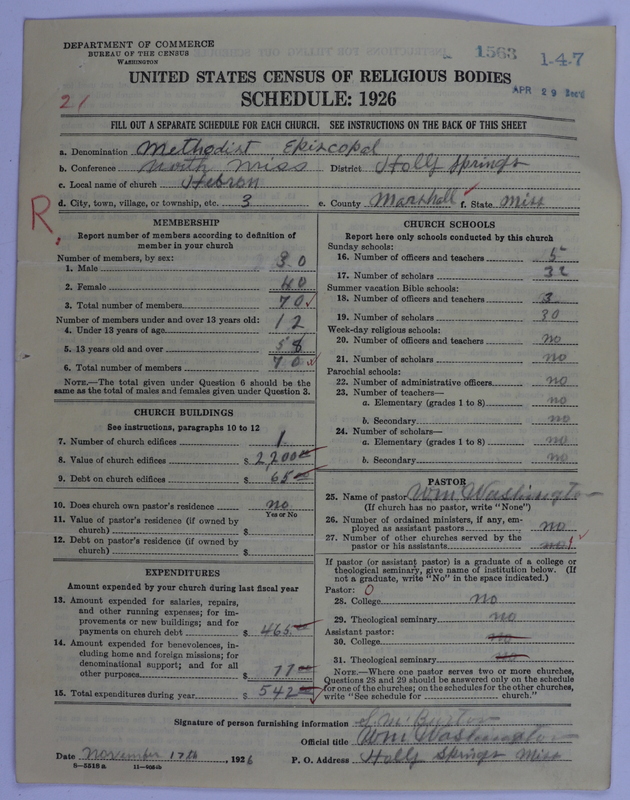 DEPARTMENT OF COMMERCE
BUREAU OF THE CENSUS
WASHINGTON
1563 1-4-7
APR 29 Rec'd
UNITED STATES CENSUS OF RELIGIOUS BODIES
SCHEDULE: 1926
21
FILL OUT A SEPARATE SCHEDULE FOR EACH CHURCH. SEE INSTRUCTIONS ON THE BACK OF THIS SHEET
a. Denomination Methodist Episcopal
b. Conference North Miss District Holly Springs
c. Local name of church Hebron
d. City, town, village, or township, etc. 3 e. County Marshall f. State Miss
R.
MEMBERSHIP
Report number of members according to definition of
member in your church
Number of members, by sex:
1. Male 30
2. Female 40
3. Total number of members 70
Number of members under and over 13 years old:
4. Under 13 years of age 12
5. 13 years old and over 58
6. Total number of members 70
NOTE.—The total given under Question 6 should be the
same as the total of males and females given under Question 3.
CHURCH BUILDINGS
See instructions, paragraphs 10 to 12
7. Number of church edifices 1
8. Value of church edifices $ 2,200 00
9. Debt on church edifices $ 65 00
10. Does church own pastor's residence no
Yes or No
11. Value of pastor's residence (if owned by
church) $
12. Debt on pastor's residence (if owned by
church) $
EXPENDITURES
Amount expended by your church during last fiscal year
13. Amount expended for salaries, repairs,
and other running expenses; for im-
provements or new buildings; and for
payments on church debt $ 465.00
14. Amount expended for benevolences, in-
cluding home and foreign missions; for
denominational support; and for all
other purposes 77 00
15. Total expenditures during year $ 542 00
CHURCH SCHOOLS
Report here only schools conducted by this church
Sunday schools:
16. Number of officers and teachers 5
17. Number of scholars 32
Summer vacation Bible schools:
18. Number of officers and teachers 3
19. Number of scholars 30
Week-day religious schools:
20. Number of officers and teachers no
21. Number of scholars no
Parochial schools:
22. Number of administrative officers no
23. Number of teachers—
a. Elementary (grades 1 to 8) no
b. Secondary no
24. Number of scholars—
a. Elementary (grades 1 to 8) no
b. Secondary no
PASTOR
25. Name of pastor Wm Washington
(If church has no pastor, write "None")
26. Number of ordained ministers, if any, em-
ployed as assistant pastors no
27. Number of other churches served by the
pastor or his assistants no 1
If pastor (or assistant pastor) is a graduate of a college or
theological seminary, give name of institution below. (If
not a graduate, write "No" in the space indicated.)
Pastor: 0
28. College no
29. Theological seminary no
Assistant pastor:
30. College no
31. Theological seminary no
NOTE.—Where one pastor serves two or more churches,
Questions 28 and 29 should be answered only on the schedule
for one of the churches; on the schedules for the other churches,
write "See schedule for church."
Signature of person furnishing information
Official title Wm Washington
Date November 17th, 1926 P. O. Address Holly Springs Miss
8—5518 a 11—9054b